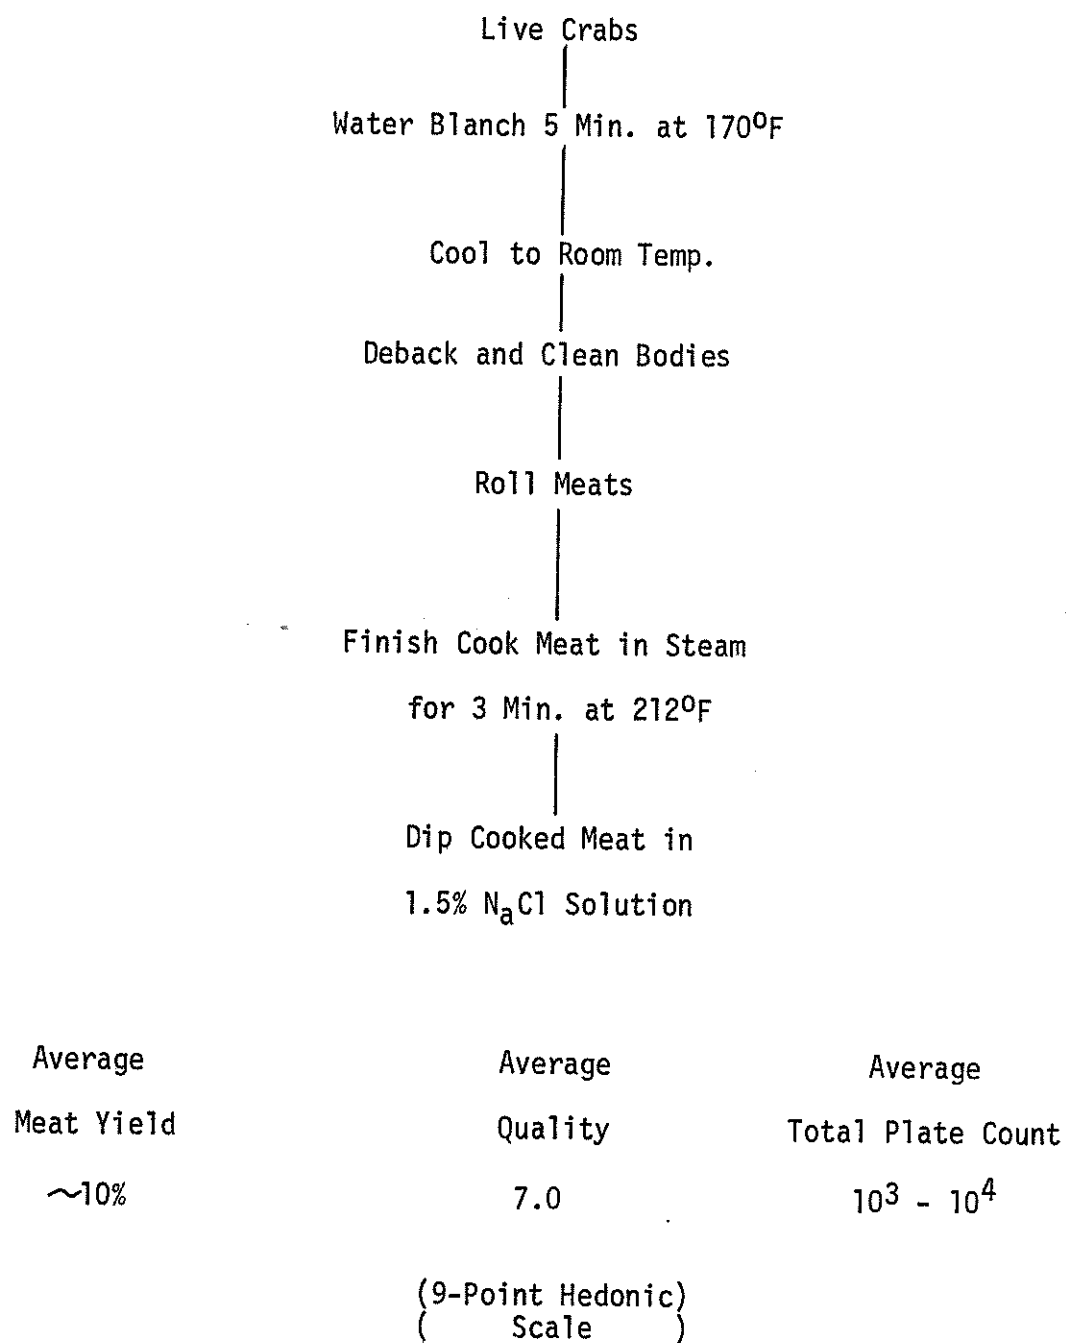 Live Crabs
Water Blanch 5 Min. at 170ºF
Cool to Room Temp.
Deback and Clean Bodies
Roll Meats
Finish Cook Meat in Steam
for 3 Min. at 212ºF
Dip Cooked Meat in
1.5% NaCl Solution
Average Average Average
Meat Yield Quality Total Plate Count
~10% 7.0 10³ - 10⁴
(9-Point Hedonic)
( Scale )